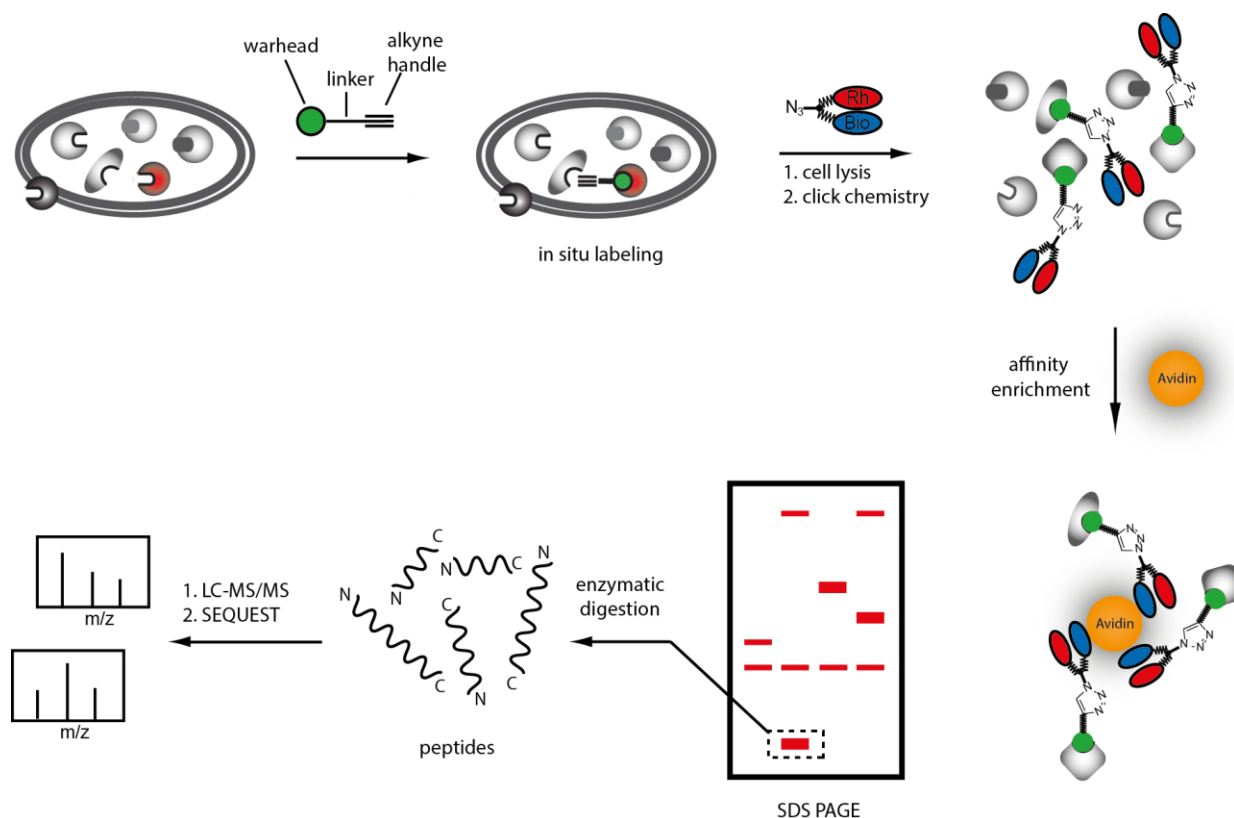 warhead
linker
alkyne
handle
in situ labeling
N3
Rh
Bio
1. cell lysis
2. click chemistry
N
N
N
N
N
N
N
N
N
affinity
enrichment
Avidin
N
N
N
Avidin
N
N
N
N
N
N
SDS PAGE
enzymatic
digestion
C
N
C
N
N
N
C
C
C
N
peptides
1. LC-MS/MS
2. SEQUEST
m/z
m/z